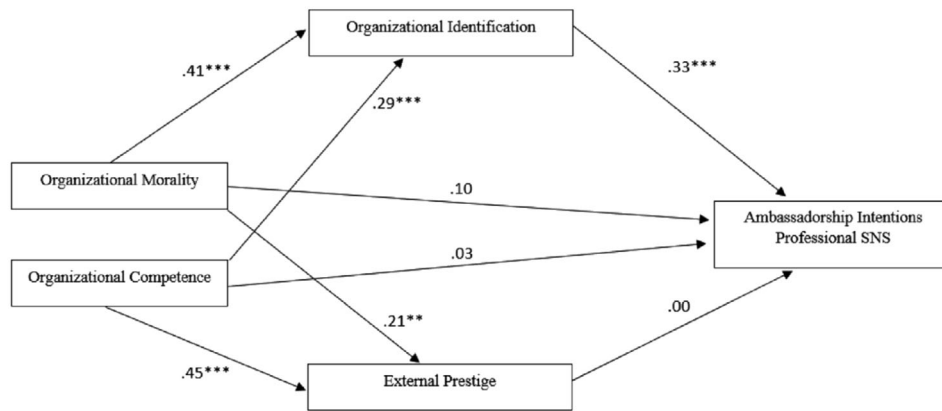 Organizational Identification
.41***
.33***
.29***
Organizational Morality
.10
Ambassadorship Intentions
Professional SNS
Organizational Competence
.03
.00
.21**
.45***
External Prestige